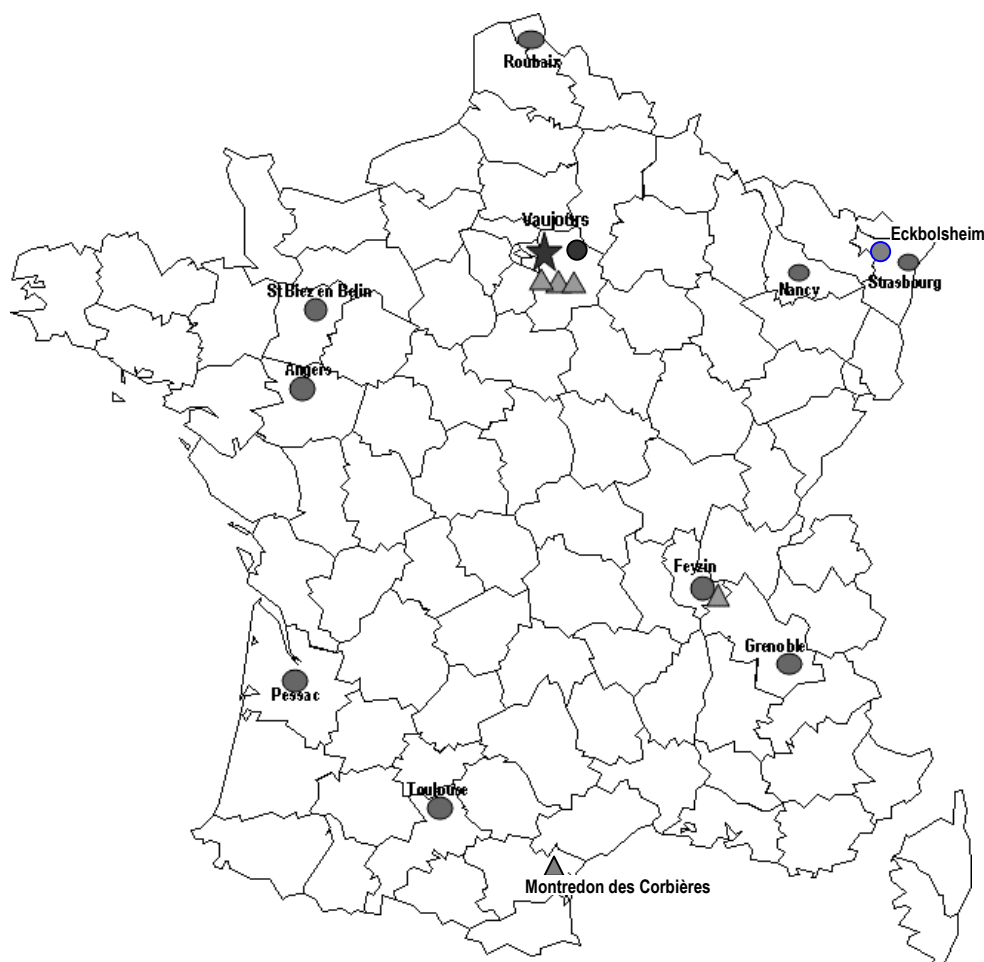 Roubaix
Vaujours
Eckbolsheim
Strasbourg
Nancy
St Biez en Belin
Angers
Feyzin
Grenoble
Pessac
Toulouse
Montredon des Corbières